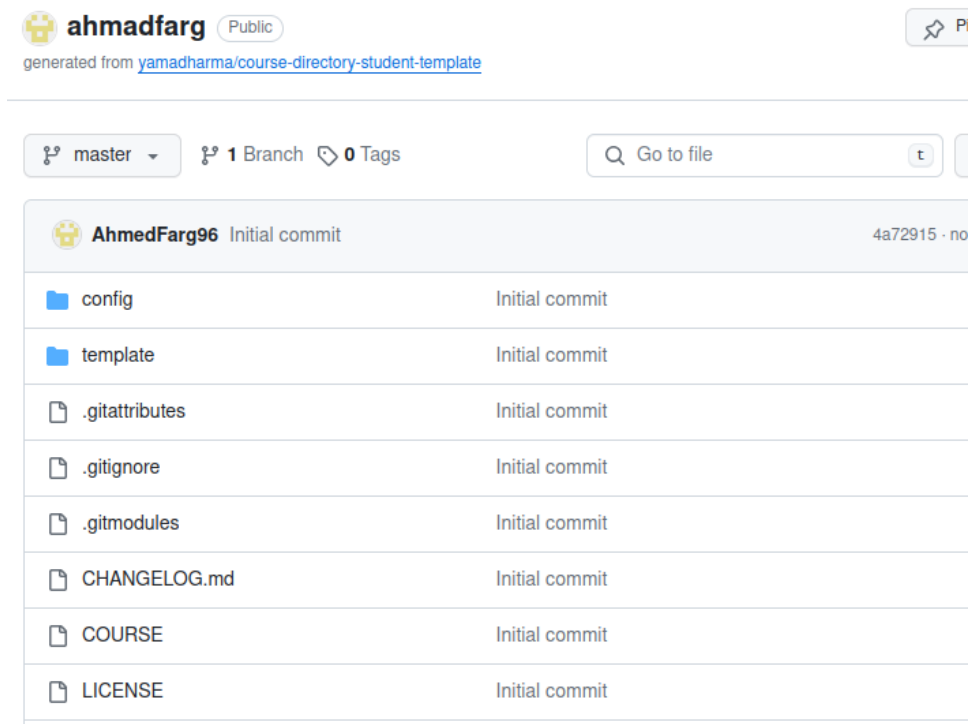 ahmadfarg Public
generated from yamadharma/course-directory-student-template
master 1 Branch 0 Tags Go to file t
AhmedFarg96 Initial commit 4a72915 · no
config Initial commit
template Initial commit
.gitattributes Initial commit
.gitignore Initial commit
.gitmodules Initial commit
CHANGELOG.md Initial commit
COURSE Initial commit
LICENSE Initial commit